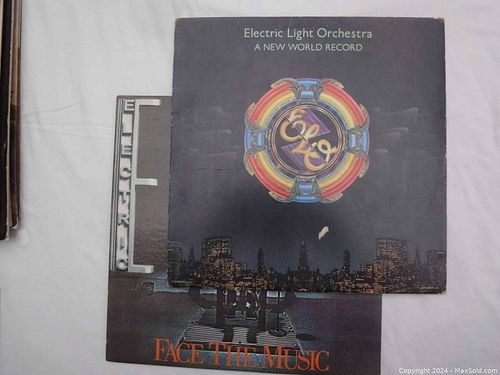 Electric Light Orchestra
A NEW WORLD RECORD
ELO
ELECTRIC
FACE THE MUSIC
Copyright 2024 - MaxSold.com